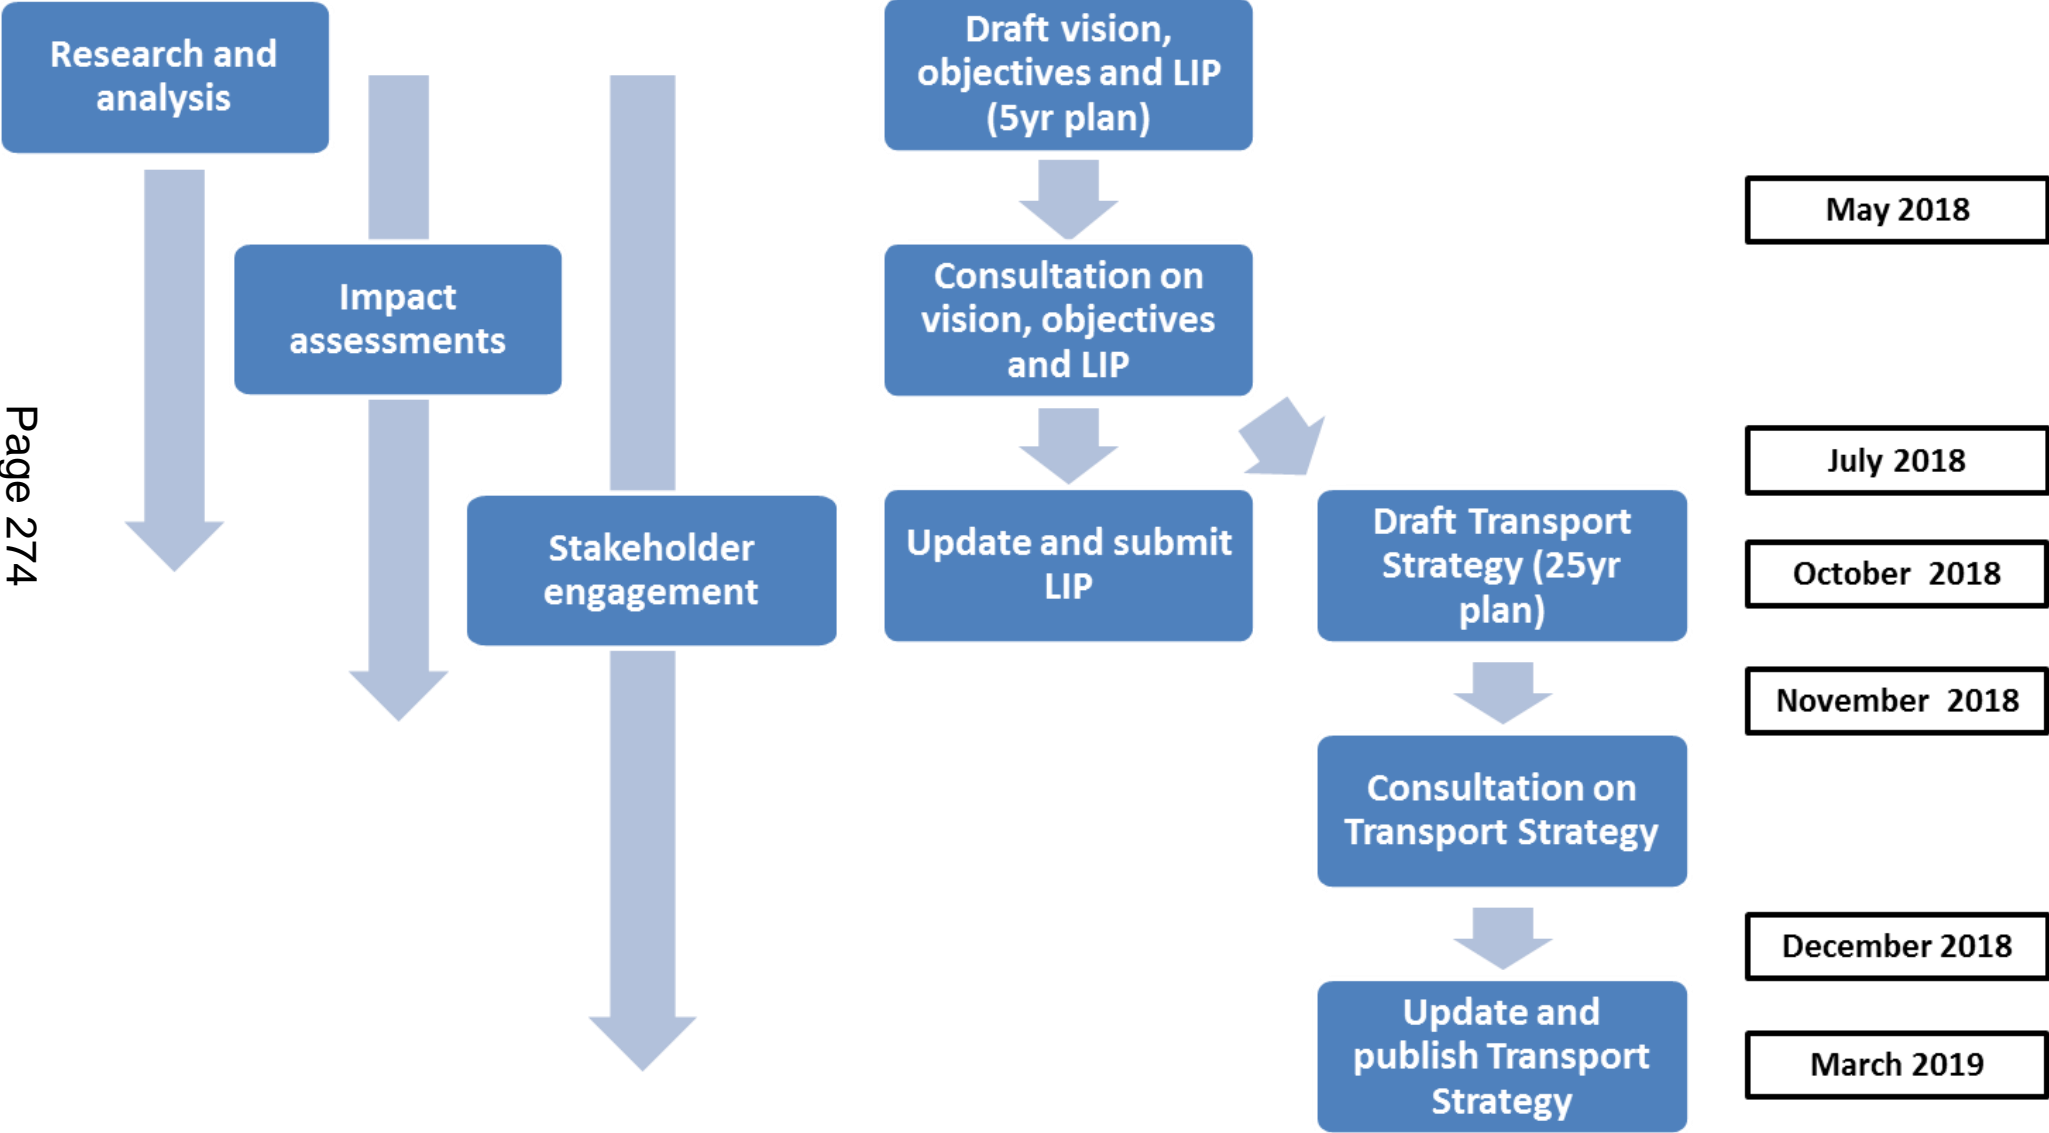 Research and
analysis
Impact
assessments
Stakeholder
engagement
Draft vision,
objectives and LIP
(5yr plan)
Consultation on
vision, objectives
and LIP
Update and submit
LIP
Draft Transport
Strategy (25yr
plan)
Consultation on
Transport Strategy
Update and
publish Transport
Strategy
May 2018
July 2018
October 2018
November 2018
December 2018
March 2019
Page 274